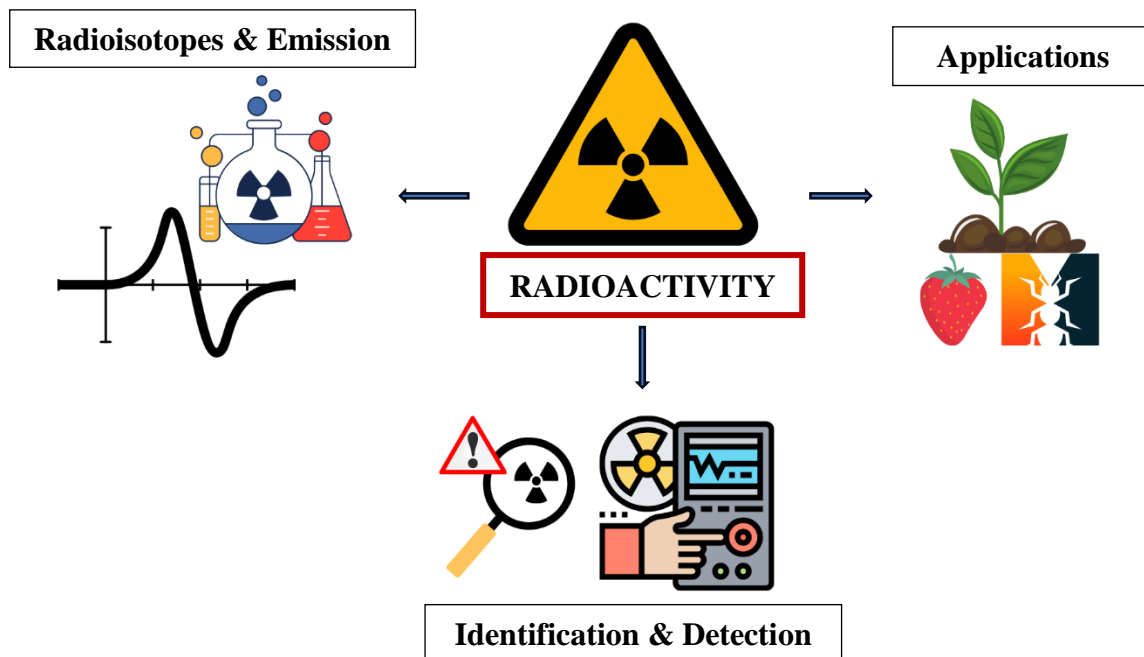 Radioisotopes & Emission
Applications
RADIOACTIVITY
Identification & Detection